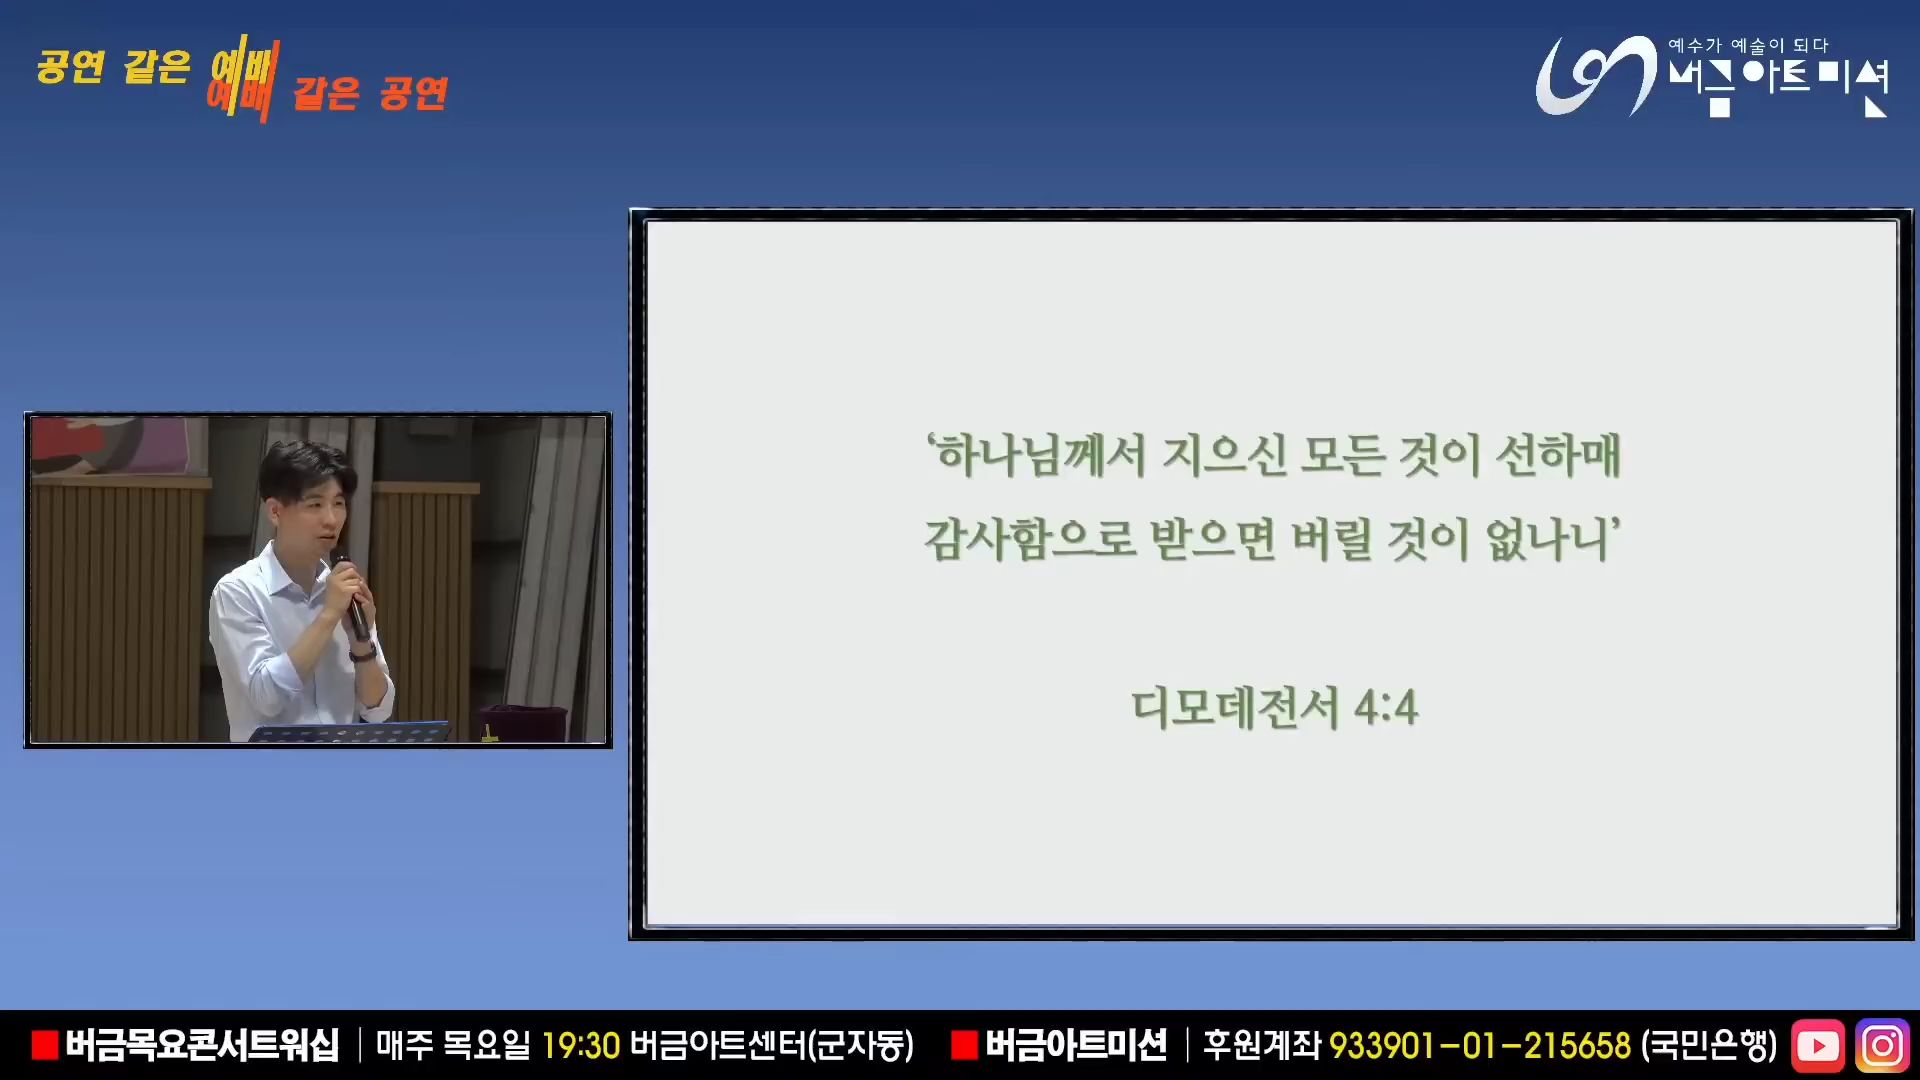 공연 같은 예배
예배 같은 공연
예수가 예술이 되다
버금아트미션
‘하나님께서 지으신 모든 것이 선하매
감사함으로 받으면 버릴 것이 없나니’
디모데전서 4:4
버금목요콘서트워십 | 매주 목요일 19:30 버금아트센터(군자동) 버금아트미션 | 후원계좌 933901-01-215658 (국민은행)